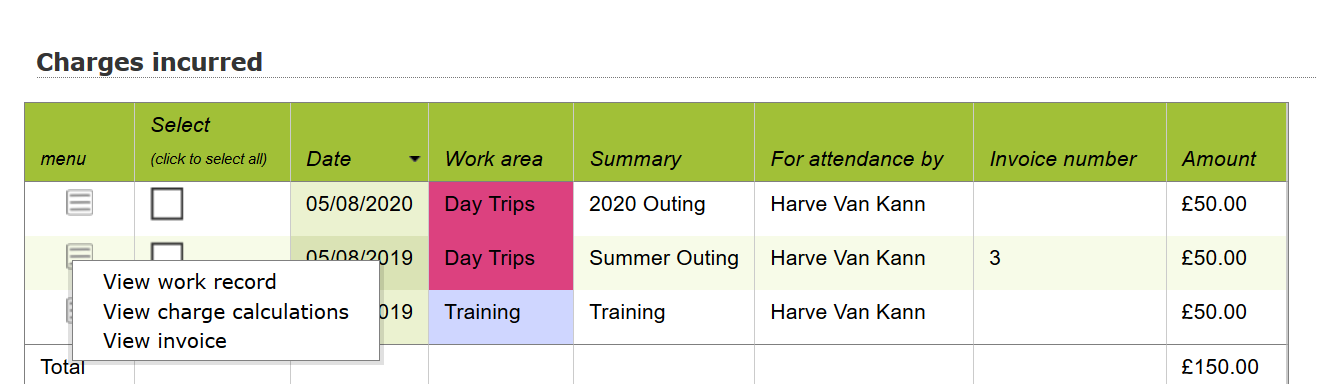 Charges incurred
menu Select (click to select all) Date Work area Summary For attendance by Invoice number Amount
05/08/2020 Day Trips 2020 Outing Harve Van Kann £50.00
05/08/2019 Day Trips Summer Outing Harve Van Kann 3 £50.00
View work record
View charge calculations
View invoice
019 Training Training Harve Van Kann £50.00
Total £150.00